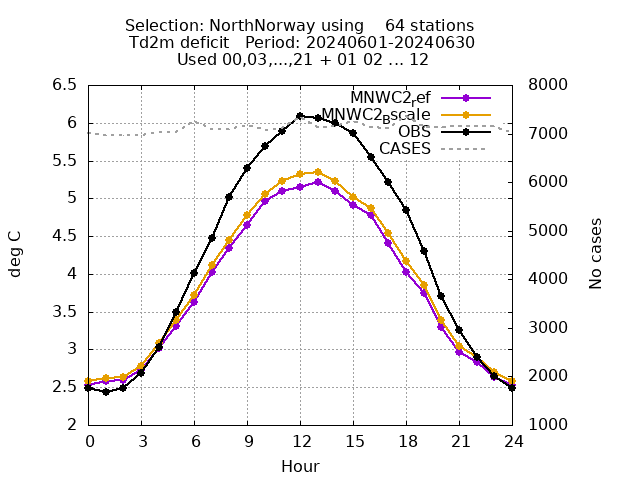 Selection: NorthNorway using    64 stations
Td2m deficit   Period: 20240601-20240630
Used 00,03,...,21 + 01 02 ... 12
6.5
6
5.5
5
4.5
4
3.5
3
2.5
2
deg C
8000
7000
6000
5000
4000
3000
2000
1000
No cases
MNWC2ref
MNWC2Bscale
OBS
CASES
0 3 6 9 12 15 18 21 24
Hour